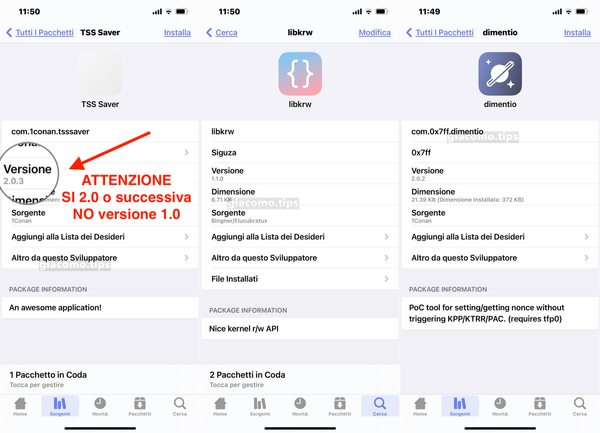 11:50
Tutti I Pacchetti
TSS Saver
Installa
TSS Saver
com.1conan.tsssaver
Versione
2.0.3
ATTENZIONE
SI 2.0 o successiva
NO versione 1.0
Sorgente
1Conan
Aggiungi alla Lista dei Desideri
Altro da questo Sviluppatore
giacomo.tips
PACKAGE INFORMATION
An awesome application!
1 Pacchetto in Coda
Tocca per gestire
Home
Sorgenti
Novità
Pacchetti
Cerca
11:50
Cerca
libkrw
Modifica
libkrw
libkrw
Siguza
Versione
1.1.0
Dimensione
6.71 KB
giacomo.tips
Sorgente
Bingner/Elucubratus
Aggiungi alla Lista dei Desideri
Altro da questo Sviluppatore
File Installati
PACKAGE INFORMATION
Nice kernel r/w API
2 Pacchetti in Coda
Tocca per gestire
Home
Sorgenti
Novità
Pacchetti
Cerca
11:49
Tutti I Pacchetti
dimentio
Installa
dimentio
com.0x7ff.dimentio
giacomo.tips
0x7ff
Versione
2.0.2
Dimensione
21.39 KB (Dimensione Installata: 372 KB)
Sorgente
1Conan
Aggiungi alla Lista dei Desideri
Altro da questo Sviluppatore
PACKAGE INFORMATION
PoC tool for setting/getting nonce without
triggering KPP/KTRR/PAC. (requires tfp0)
Home
Sorgenti
Novità
Pacchetti
Cerca